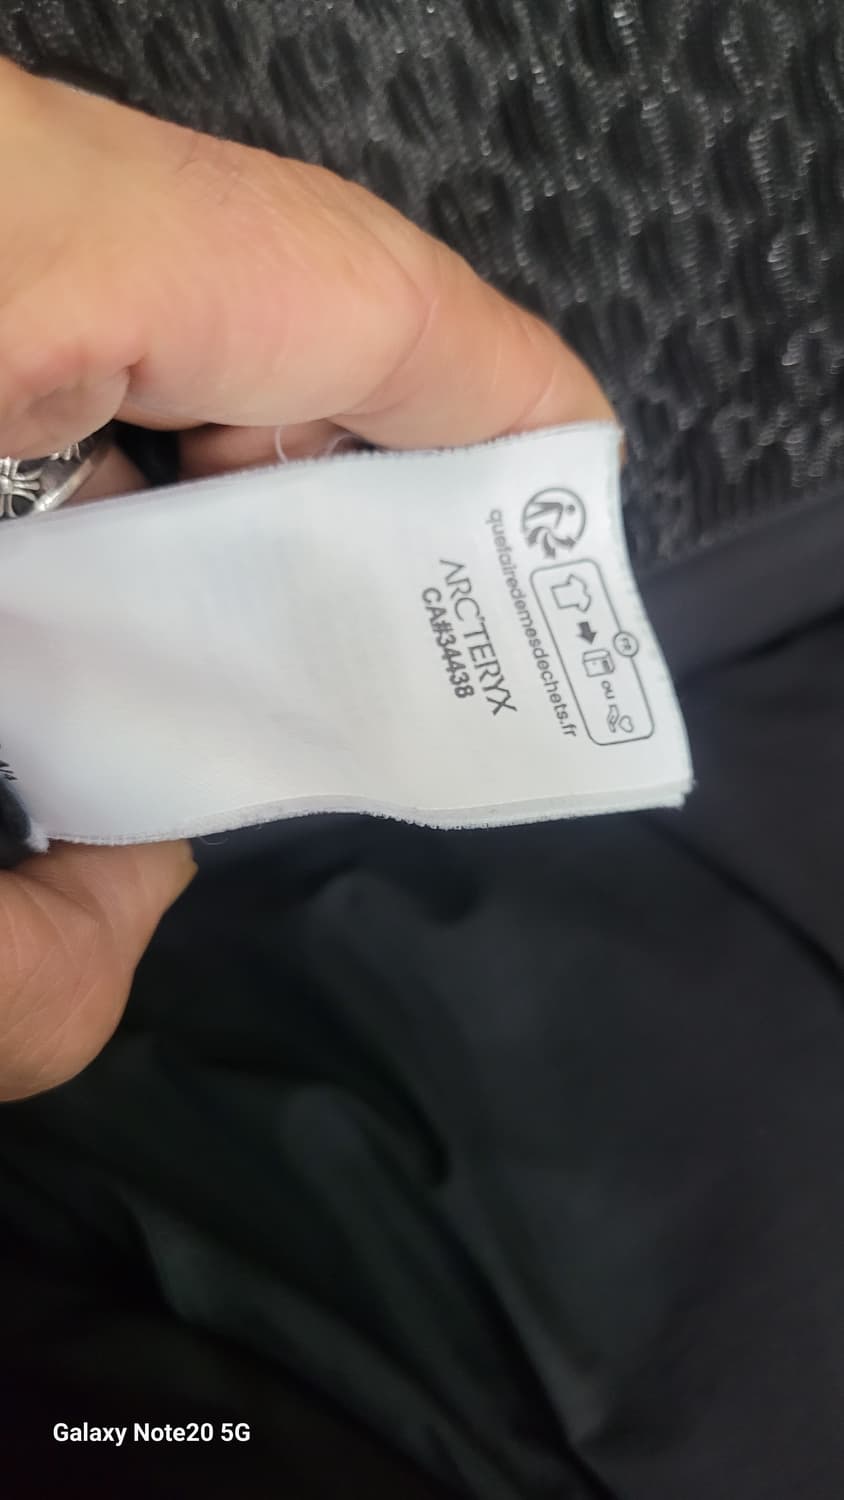 FR
ou
quefairedemesdechets.fr
ARC'TERYX
CA#34438
Galaxy Note20 5G